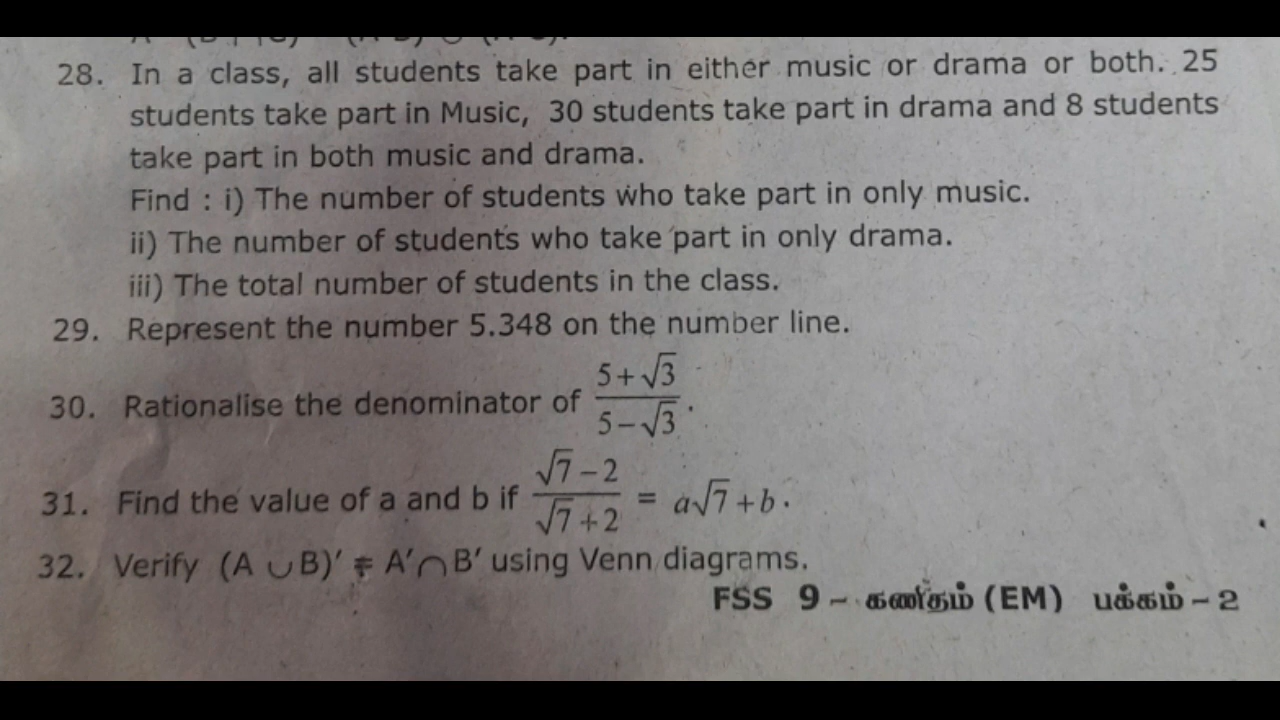 28. In a class, all students take part in either music or drama or both. 25
students take part in Music, 30 students take part in drama and 8 students
take part in both music and drama.
Find : i) The number of students who take part in only music.
ii) The number of students who take part in only drama.
iii) The total number of students in the class.
29. Represent the number 5.348 on the number line.
30. Rationalise the denominator of (5+√3)/(5−√3).
31. Find the value of a and b if (√7−2)/(√7+2) = a√7+b.
32. Verify (A ∪B)′ = A′∩B′ using Venn diagrams.
FSS 9 – கணிதம் (EM) பக்கம் – 2